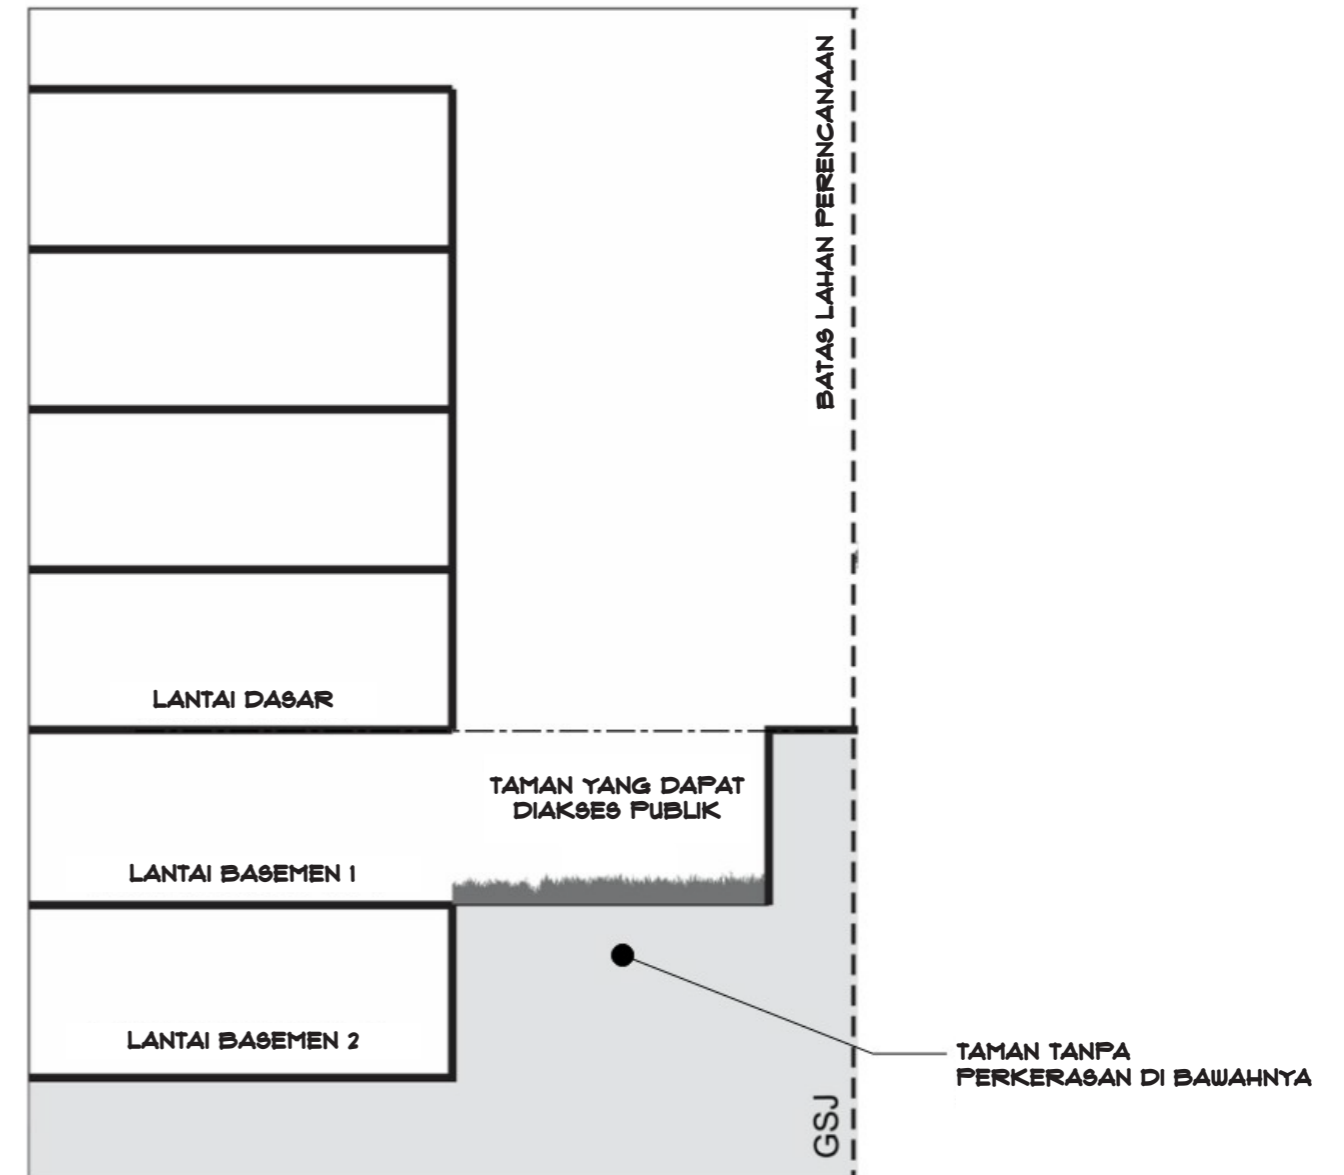 BATAS LAHAN PERENCANAAN
LANTAI DASAR
TAMAN YANG DAPAT
DIAKSES PUBLIK
LANTAI BASEMEN 1
LANTAI BASEMEN 2
TAMAN TANPA
PERKERASAN DI BAWAHNYA
GSJ